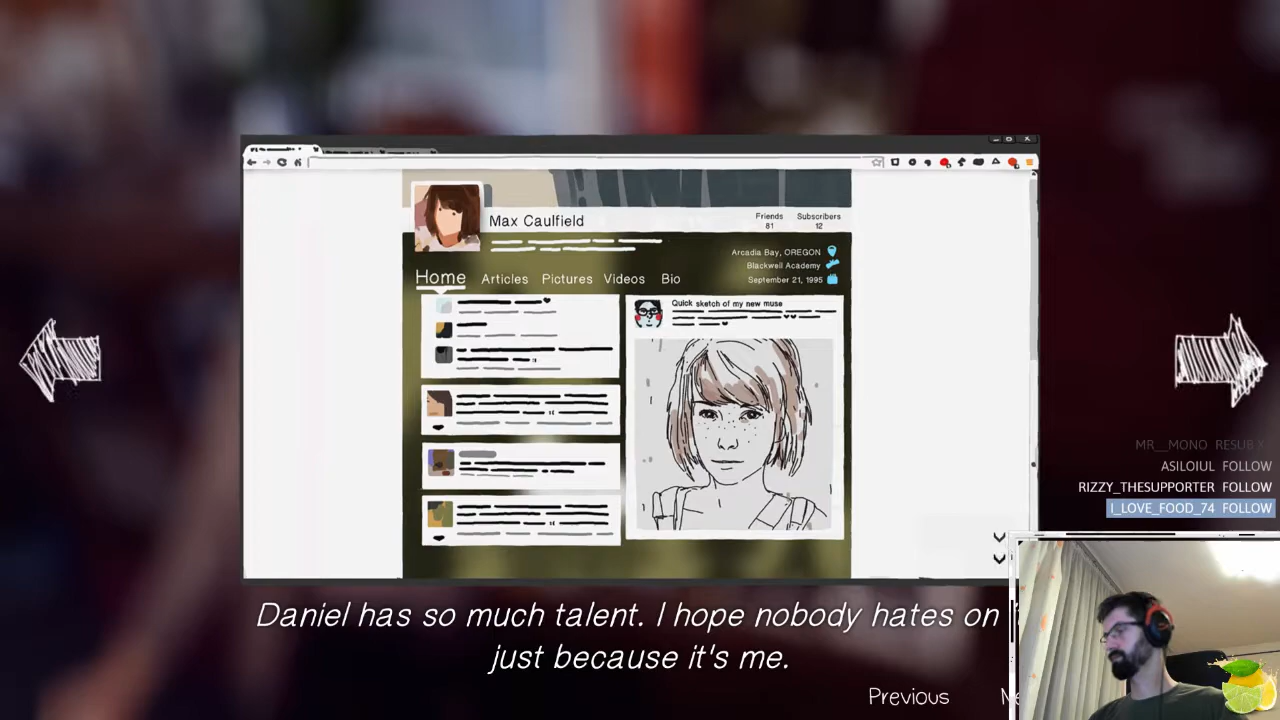 Max Caulfield
Friends
81
Subscribers
12
Arcadia Bay, OREGON
Blackwell Academy
September 21, 1995
Home Articles Pictures Videos Bio
Quick sketch of my new muse
MR__MONO RESUB X
ASILOIUL FOLLOW
RIZZY_THESUPPORTER FOLLOW
I_LOVE_FOOD_74 FOLLOW
Daniel has so much talent. I hope nobody hates on
just because it's me.
Previous